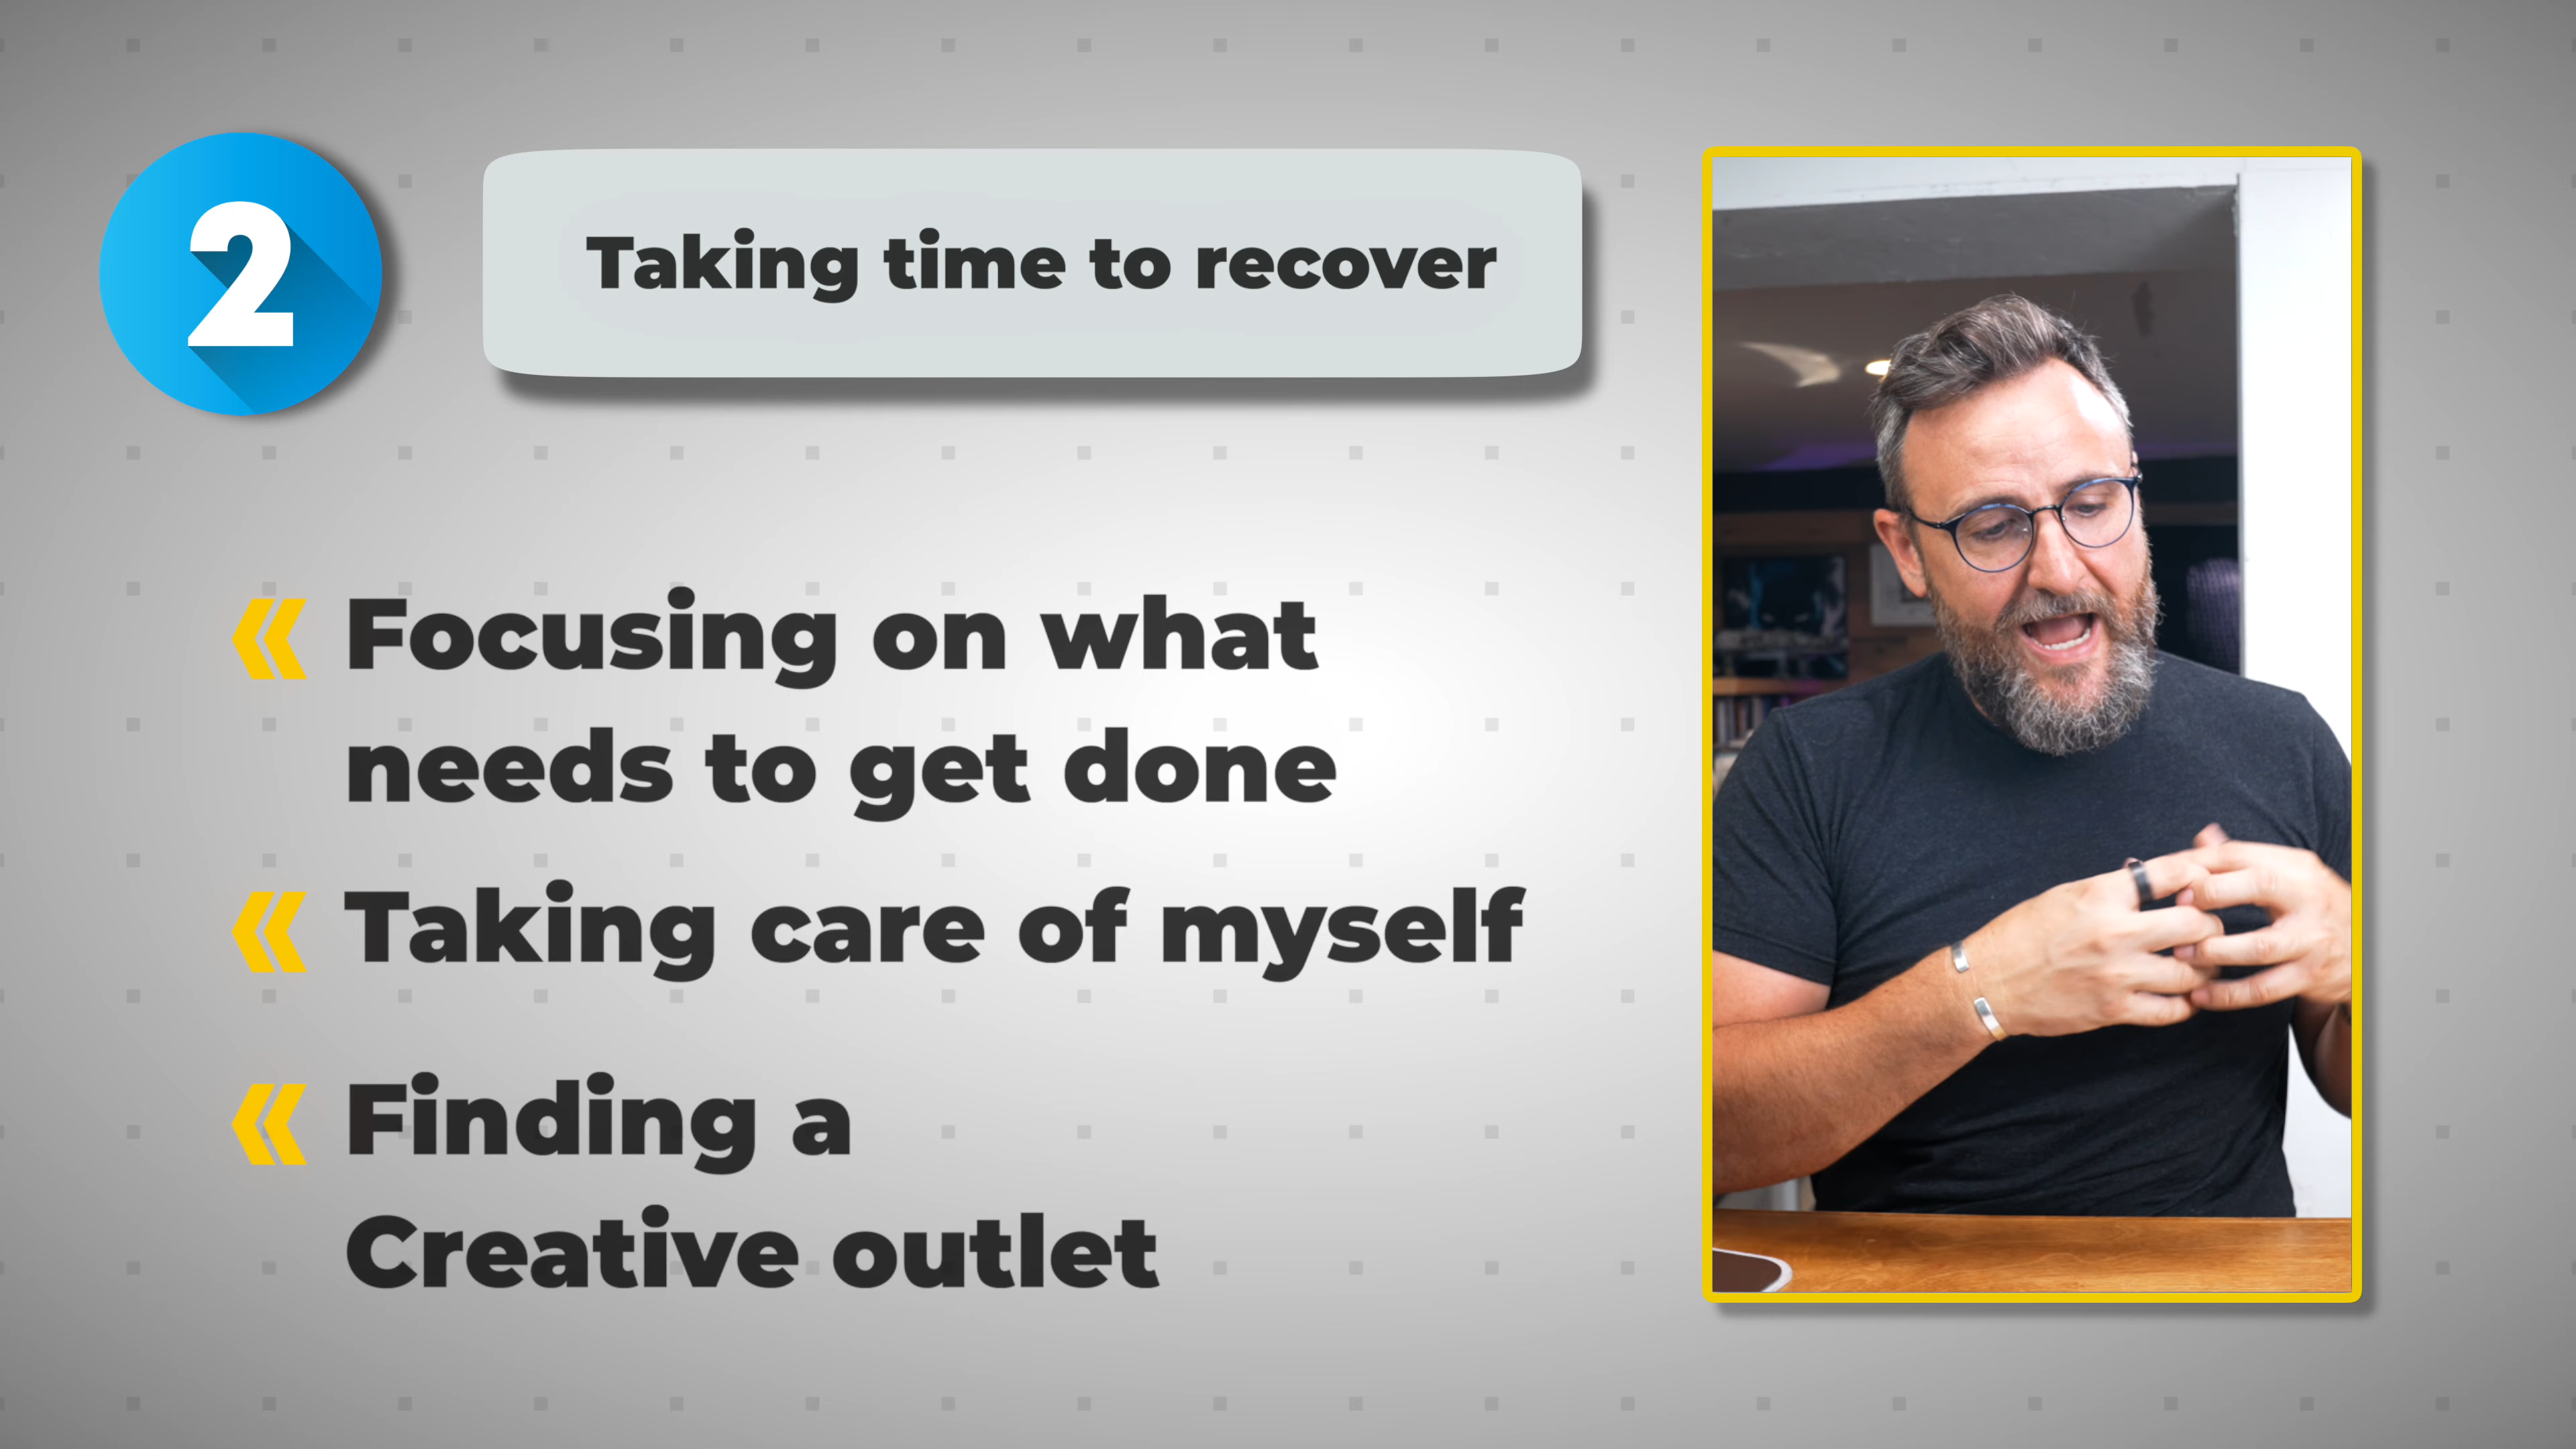 2
Taking time to recover
« Focusing on what
needs to get done
« Taking care of myself
« Finding a
Creative outlet